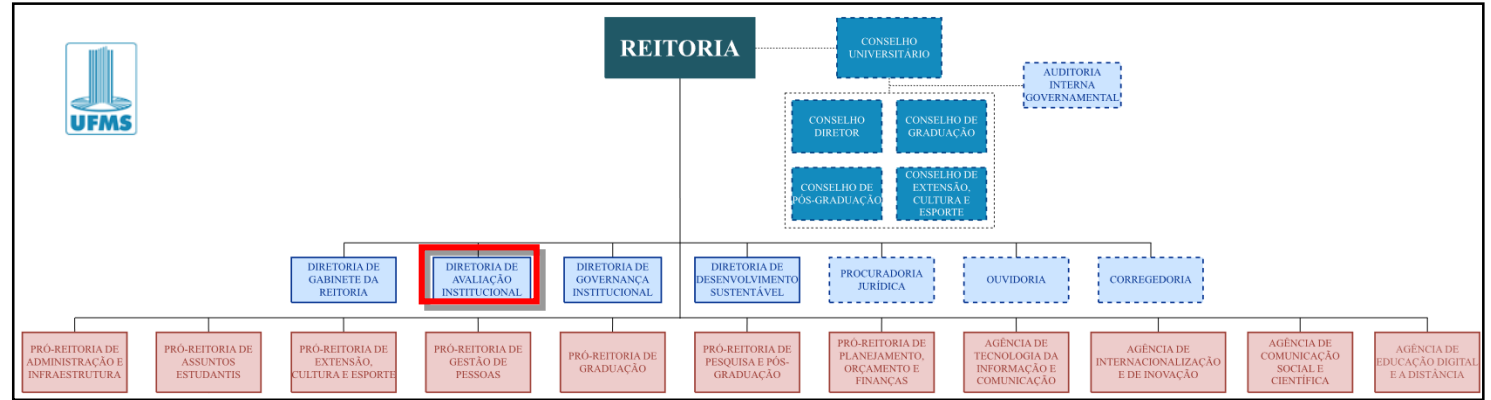 REITORIA
CONSELHO
UNIVERSITÁRIO
AUDITORIA
INTERNA
GOVERNAMENTAL
UFMS
CONSELHO
DIRETOR
CONSELHO DE
GRADUAÇÃO
CONSELHO DE
PÓS-GRADUAÇÃO
CONSELHO DE
EXTENSÃO,
CULTURA E
ESPORTE
DIRETORIA DE
GABINETE DA
REITORIA
DIRETORIA DE
AVALIAÇÃO
INSTITUCIONAL
DIRETORIA DE
GOVERNANÇA
INSTITUCIONAL
DIRETORIA DE
DESENVOLVIMENTO
SUSTENTÁVEL
PROCURADORIA
JURÍDICA
OUVIDORIA
CORREGEDORIA
PRÓ-REITORIA DE
ADMINISTRAÇÃO E
INFRAESTRUTURA
PRÓ-REITORIA DE
ASSUNTOS
ESTUDANTIS
PRÓ-REITORIA DE
EXTENSÃO,
CULTURA E ESPORTE
PRÓ-REITORIA DE
GESTÃO DE
PESSOAS
PRÓ-REITORIA DE
GRADUAÇÃO
PRÓ-REITORIA DE
PESQUISA E PÓS-
GRADUAÇÃO
PRÓ-REITORIA DE
PLANEJAMENTO,
ORÇAMENTO E
FINANÇAS
AGÊNCIA DE
TECNOLOGIA DA
INFORMAÇÃO E
COMUNICAÇÃO
AGÊNCIA DE
INTERNACIONALIZAÇÃO
E DE INOVAÇÃO
AGÊNCIA DE
COMUNICAÇÃO
SOCIAL E
CIENTÍFICA
AGÊNCIA DE
EDUCAÇÃO DIGITAL
E A DISTÂNCIA